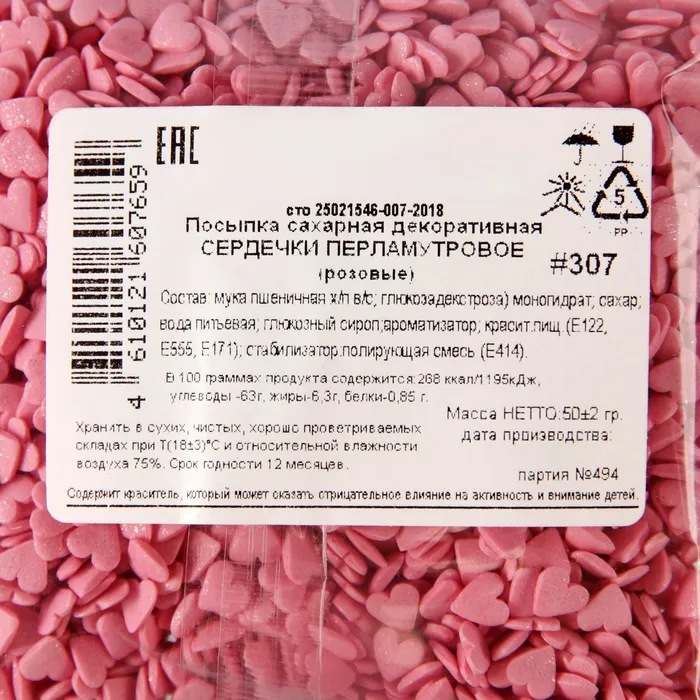 EAC
4 610121 607659
сто 25021546-007-2018
Посыпка сахарная декоративная
СЕРДЕЧКИ ПЕРЛАМУТРОВОЕ
(розовые)
#307
5
PP
Состав: мука пшеничная х/п в/с; глюкозадекстроза) моногидрат; сахар;
вода питьевая; глюкозный сироп;ароматизатор; красит.пищ.(Е122,
Е555, Е171); стабилизатор:полирующая смесь (Е414).
В 100 граммах продукта содержится:268 ккал/1195кДж,
углеводы -63г, жиры-6,3г, белки-0,85 г.
Масса НЕТТО:50±2 гр.
дата производства:
Хранить в сухих, чистых, хорошо проветриваемых
складах при Т(18±3)°С и относительной влажности
воздуха 75%. Срок годности 12 месяцев.
партия №494
Содержит краситель, который может оказать отрицательное влияние на активность и внимание детей.